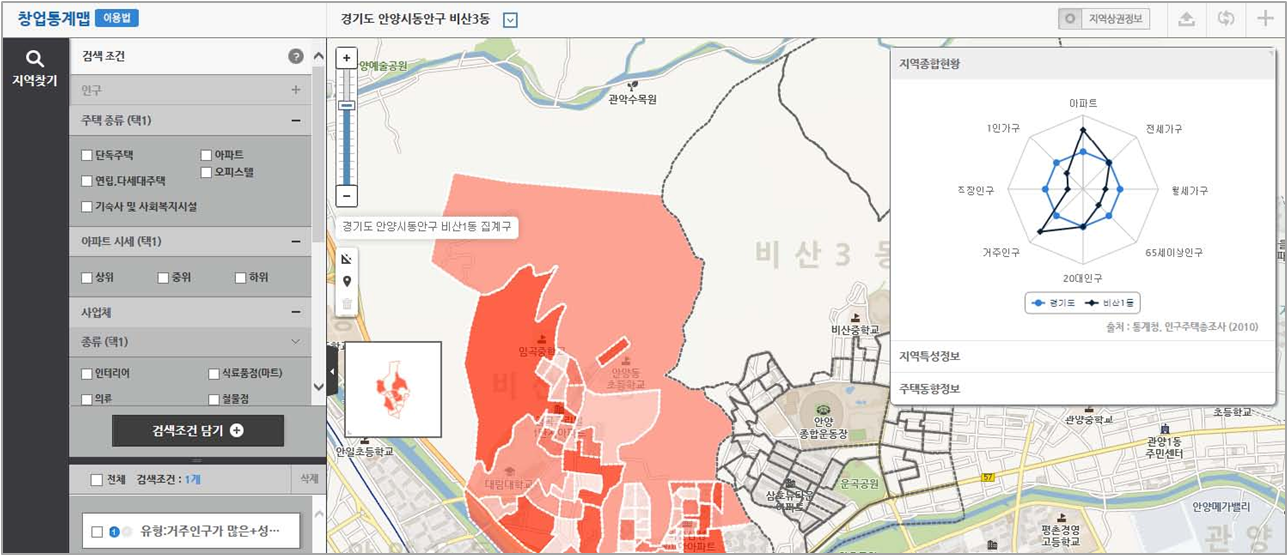 창업통계맵 이용법
경기도 안양시동안구 비산3동
지역상권정보
지역찾기
검색 조건
?
인구
주택 종류 (택1)
단독주택 아파트
오피스텔
연립.다세대주택
기숙사 및 사회복지시설
아파트 시세 (택1)
상위 중위 하위
사업체
종류 (택1)
인테리어 식료품점(마트)
의류 철물점
검색조건 담기
전체 검색조건 : 1개 삭제
1 유형:거주인구가 많은+성…
양예술공원
관악수목원
경기도 안양시동안구 비산1동 집계구
비 산 3 동
비산중학교
임곡중학교
안양동
초등학교
대림대학교
안일초등학교
안양
종합운동장
운곡공원
삼호뉴타운
아파트
57
관양중학교
초등학교
관양1동
주민센터
안양메가밸리
평촌경영
고등학교
관 양
지역종합현황
아파트
전세가구
월세가구
65세이상인구
20대인구
거주인구
직장인구
1인가구
경기도 비산1동
출처 : 통계청, 인구주택총조사 (2010)
지역특성정보
주택동향정보